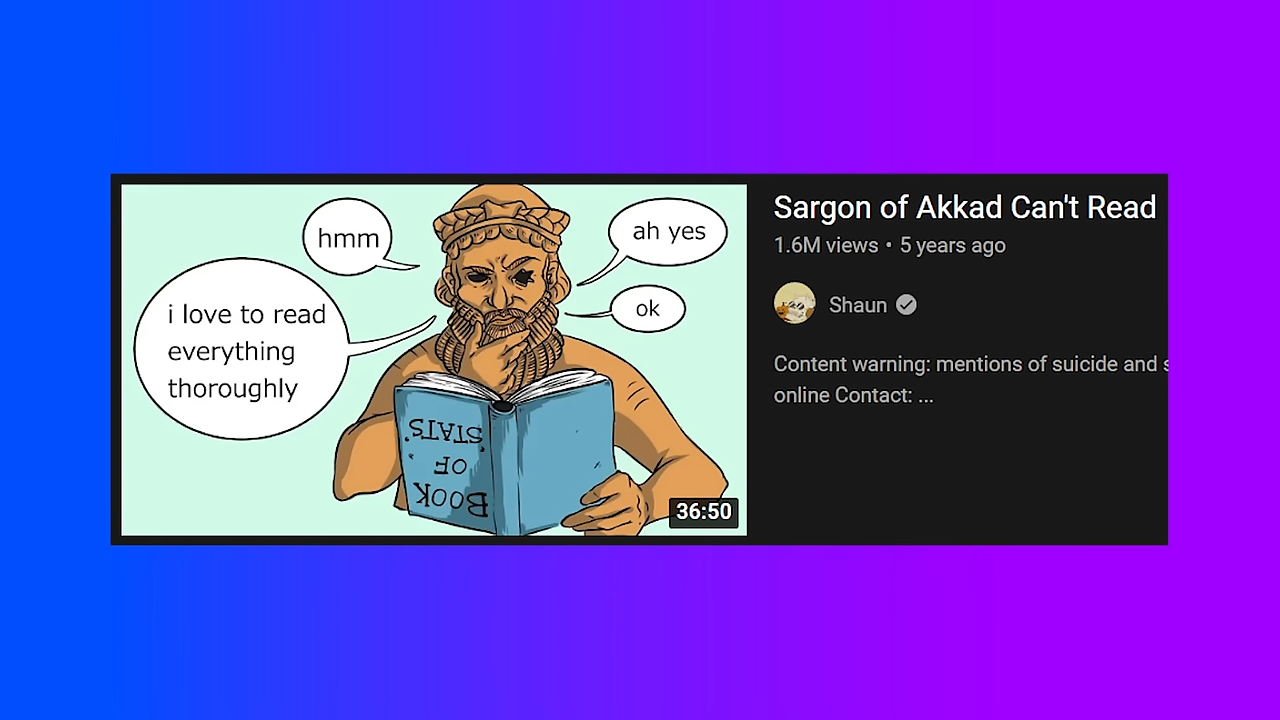 hmm
ah yes
i love to read
everything
thoroughly
ok
BOOK
OF
STATS
36:50
Sargon of Akkad Can't Read
1.6M views • 5 years ago
Shaun
Content warning: mentions of suicide and s
online Contact: ...